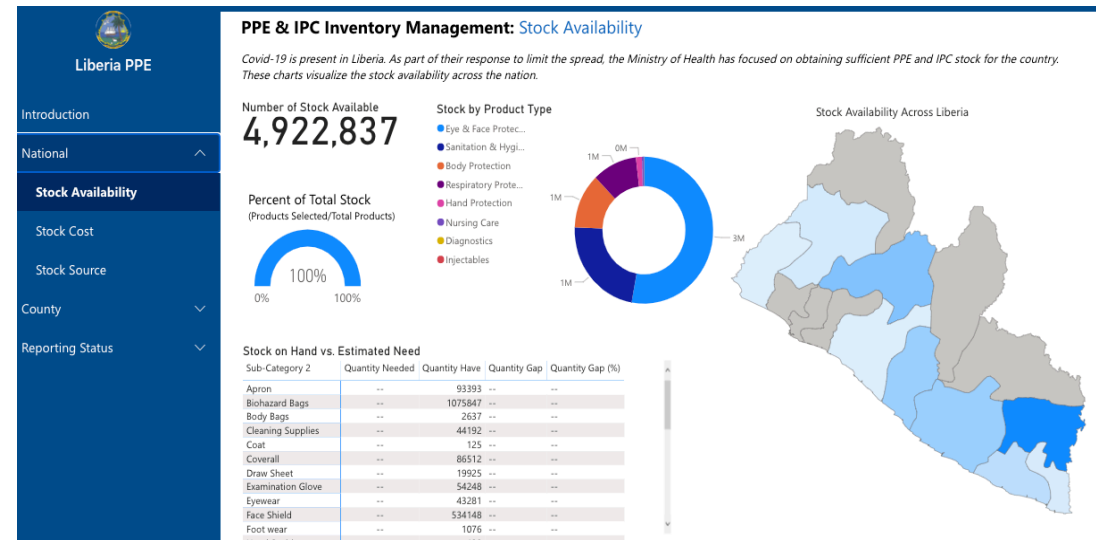 Liberia PPE
Introduction
National
Stock Availability
Stock Cost
Stock Source
County
Reporting Status
PPE & IPC Inventory Management: Stock Availability
Covid-19 is present in Liberia. As part of their response to limit the spread, the Ministry of Health has focused on obtaining sufficient PPE and IPC stock for the country.
These charts visualize the stock availability across the nation.
Number of Stock Available
4,922,837
Percent of Total Stock
(Products Selected/Total Products)
100%
0% 100%
Stock by Product Type
Eye & Face Protec...
Sanitation & Hygi...
Body Protection
Respiratory Prote...
Hand Protection
Nursing Care
Diagnostics
Injectables
0M
1M
1M
3M
1M
Stock Availability Across Liberia
Stock on Hand vs. Estimated Need
Sub-Category 2 Quantity Needed Quantity Have Quantity Gap Quantity Gap (%)
Apron -- 93393 -- --
Biohazard Bags -- 1075847 -- --
Body Bags -- 2637 -- --
Cleaning Supplies -- 44192 -- --
Coat -- 125 -- --
Coverall -- 86512 -- --
Draw Sheet -- 19925 -- --
Examination Glove -- 54248 -- --
Eyewear -- 43281 -- --
Face Shield -- 534148 -- --
Foot wear -- 1076 -- --